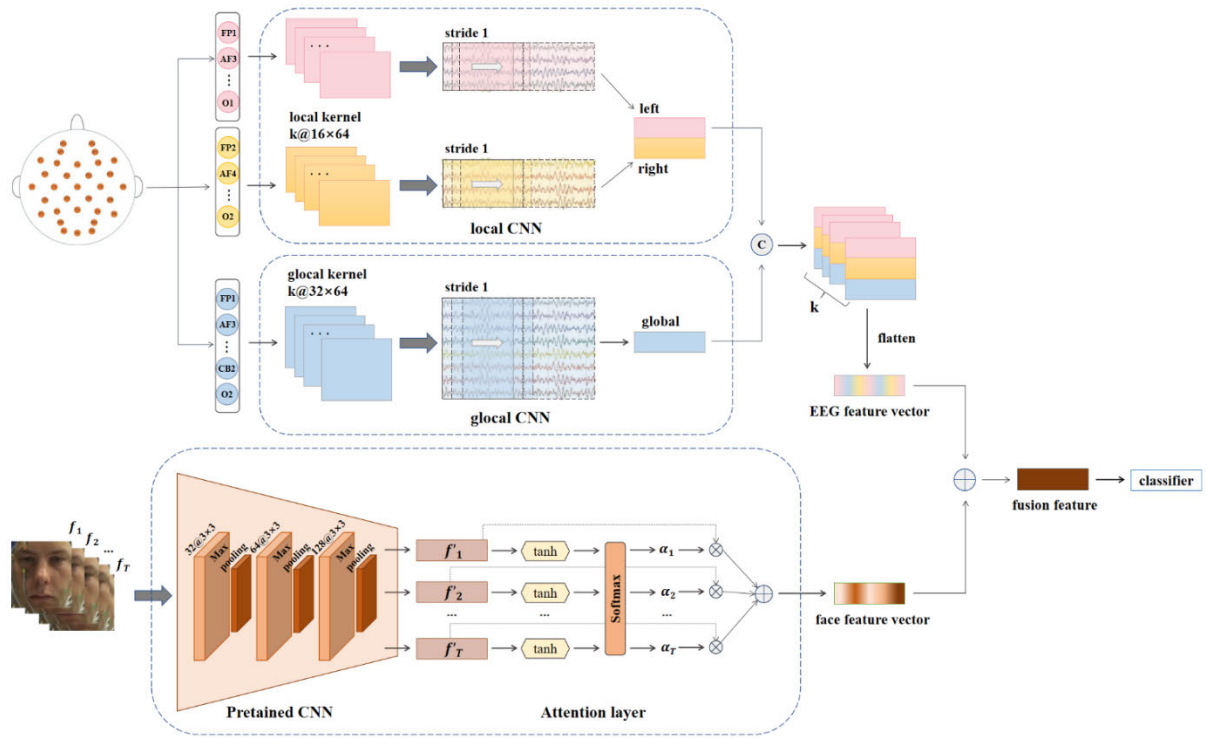 FP1
AF3
⋮
O1
. . .
stride 1
local kernel
k@16×64
FP2
AF4
⋮
O2
. . .
stride 1
left
right
local CNN
C
k
glocal kernel
k@32×64
FP1
AF3
⋮
CB2
O2
. . .
stride 1
global
glocal CNN
flatten
EEG feature vector
fusion feature
classifier
f1
f2
...
fT
32@3×3
Max
pooling
64@3×3
Max
pooling
128@3×3
Max
pooling
f'1
tanh
α1
f'2
tanh
α2
...
...
...
f'T
tanh
αT
Softmax
face feature vector
Pretained CNN
Attention layer